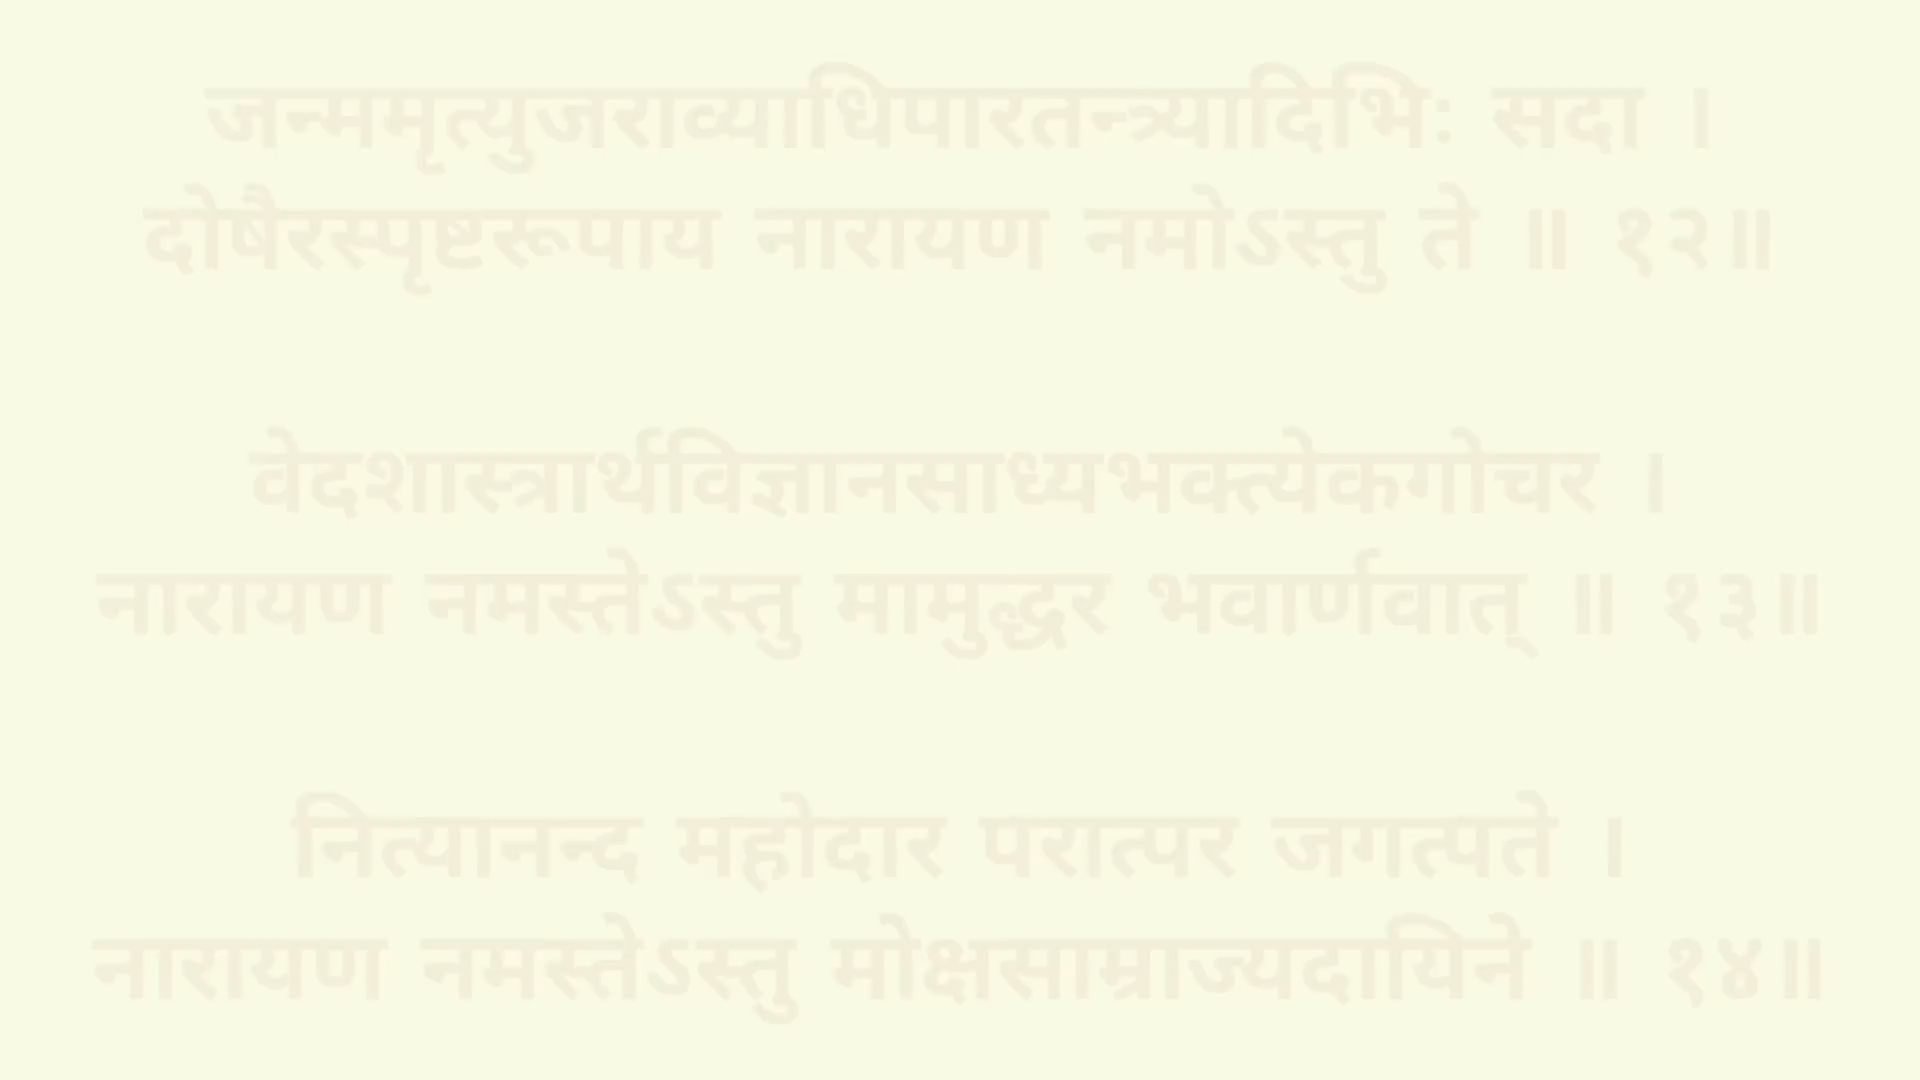 जन्ममृत्युजराव्याधिपारतन्त्र्यादिभिः सदा ।
दोषैरस्पृष्टरूपाय नारायण नमोऽस्तु ते ॥ १२॥
वेदशास्त्रार्थविज्ञानसाध्यभक्त्येकगोचर ।
नारायण नमस्तेऽस्तु मामुद्धर भवार्णवात् ॥ १३॥
नित्यानन्द महोदार परात्पर जगत्पते ।
नारायण नमस्तेऽस्तु मोक्षसाम्राज्यदायिने ॥ १४॥